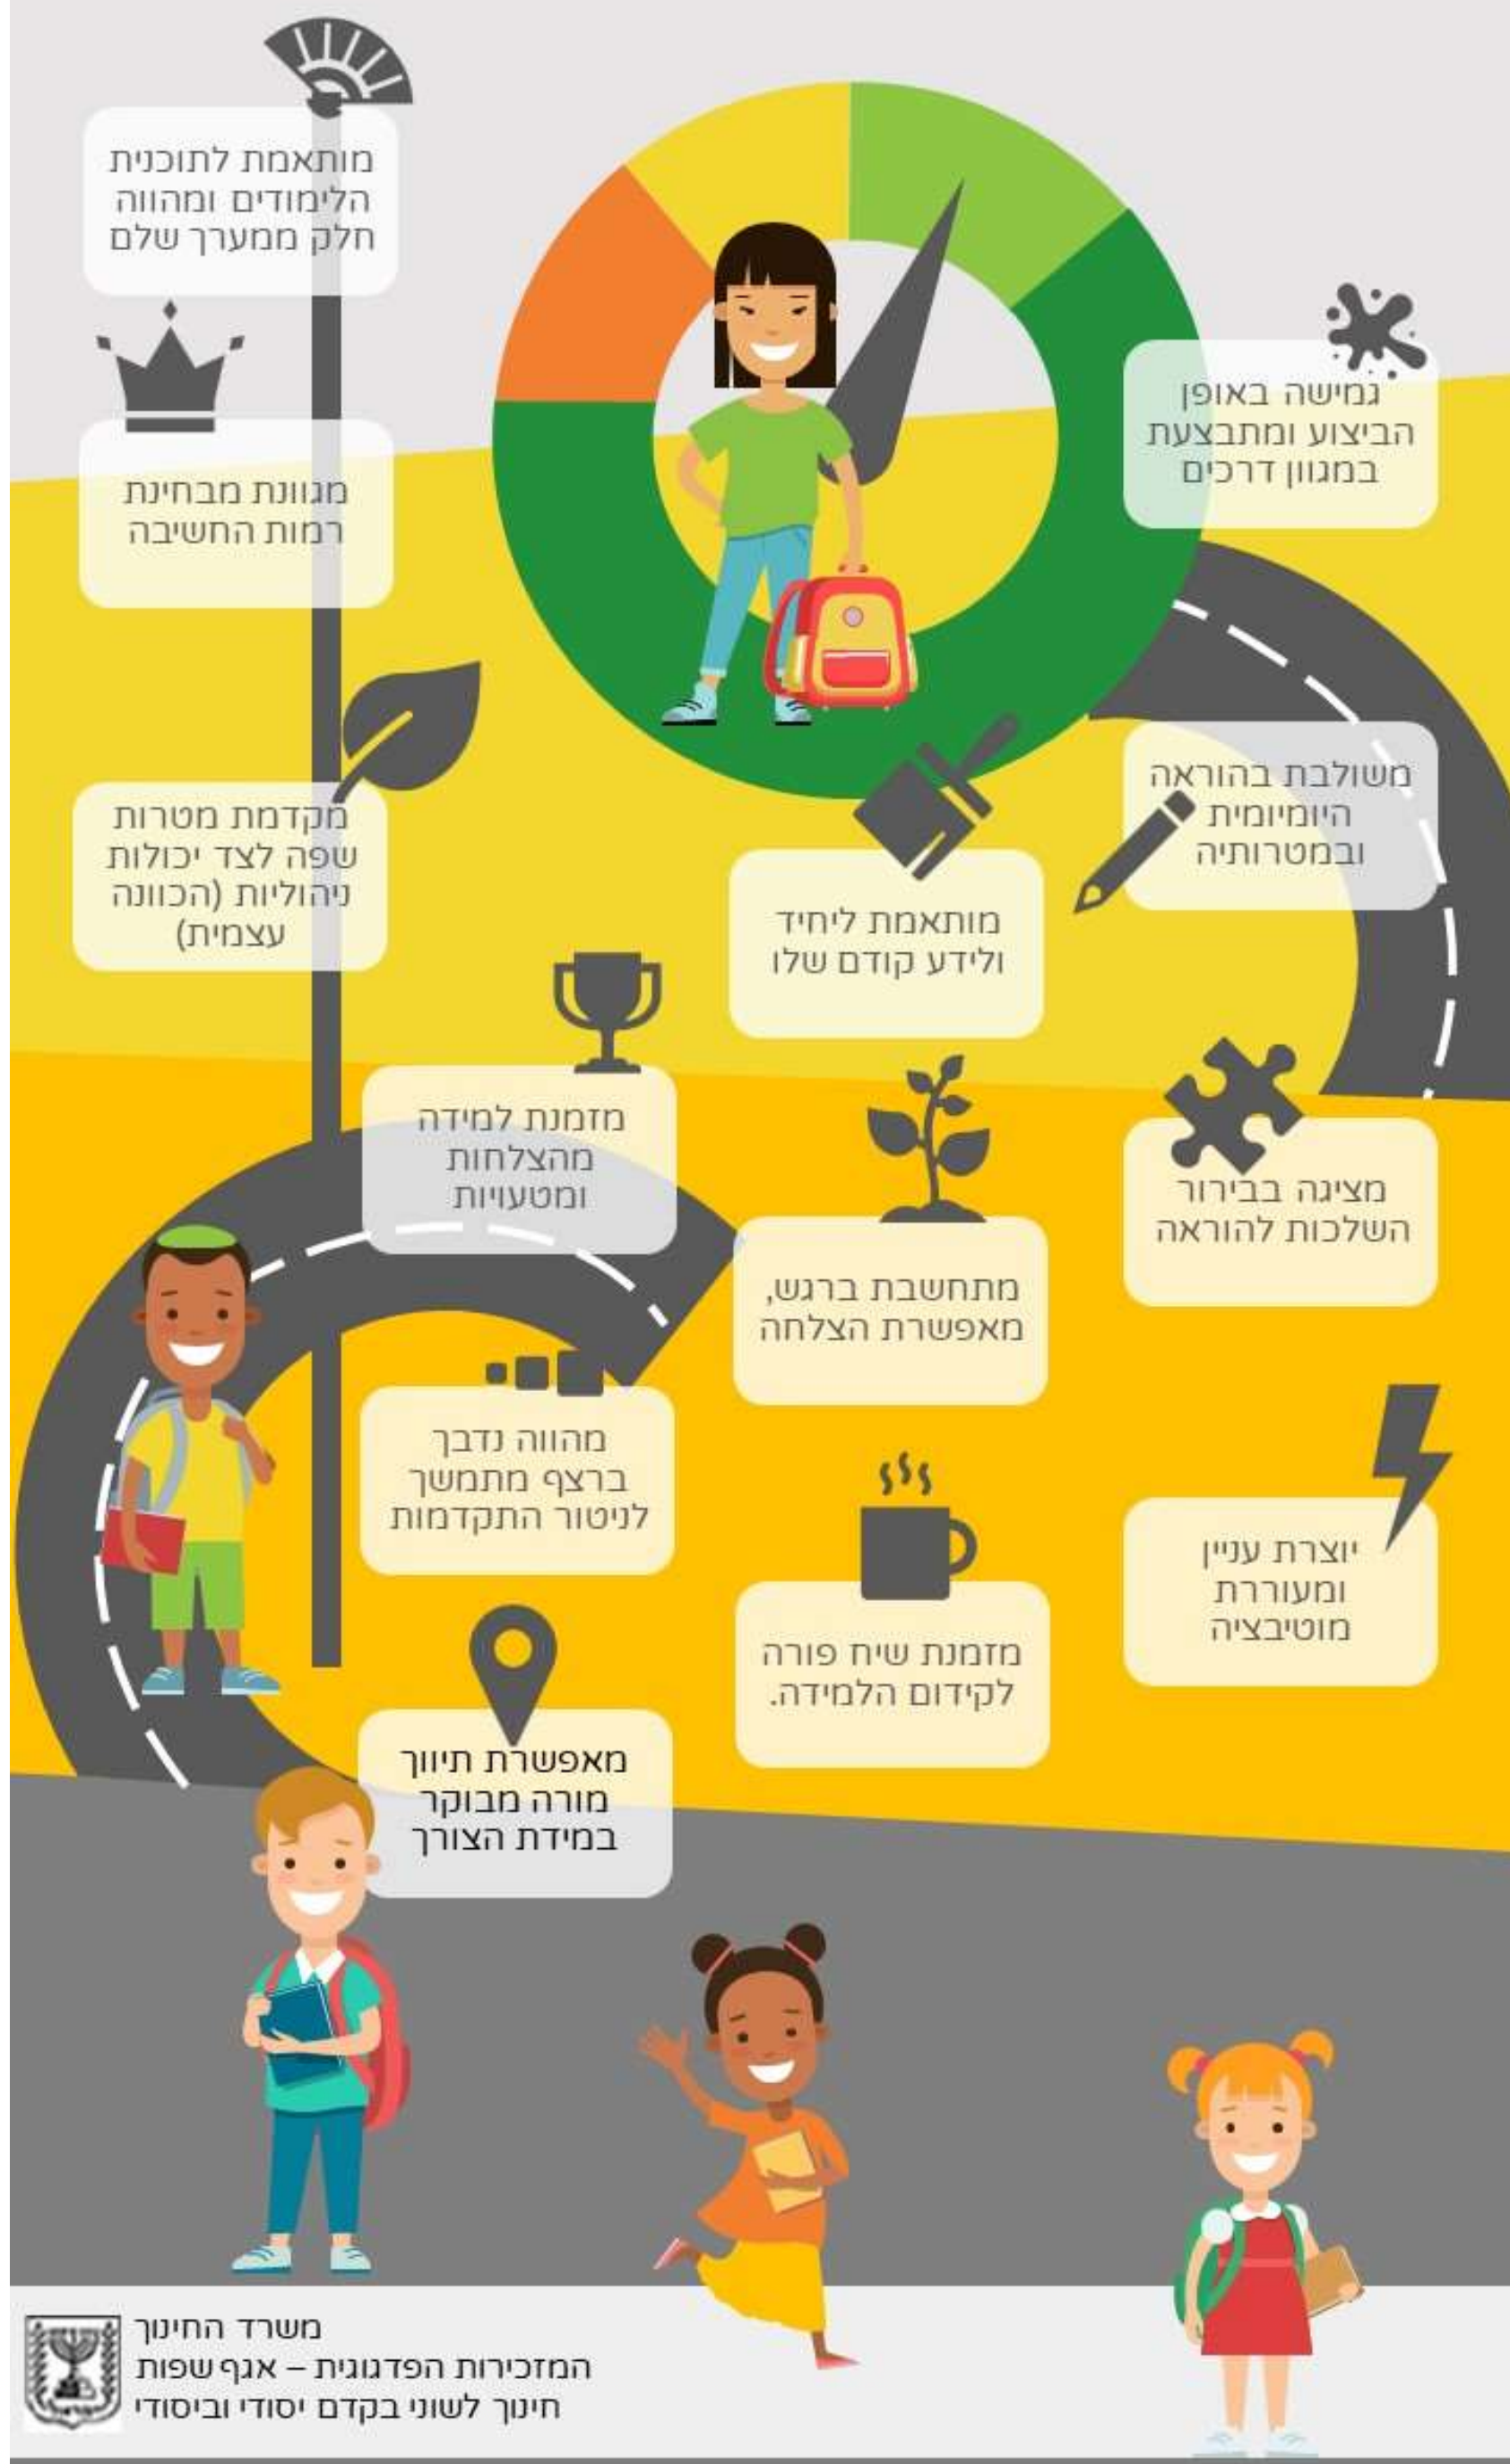 מותאמת לתוכנית
הלימודים ומהווה
חלק ממערך שלם
גמישה באופן
הביצוע ומתבצעת
במגוון דרכים
מגוונת מבחינת
רמות החשיבה
משולבת בהוראה
היומיומית
ובמטרותיה
מקדמת מטרות
שפה לצד יכולות
ניהוליות (הכוונה
עצמית)
מותאמת ליחיד
ולידע קודם שלו
מזמנת למידה
מהצלחות
ומטעויות
מציגה בבירור
השלכות להוראה
מתחשבת ברגש,
מאפשרת הצלחה
מהווה נדבך
ברצף מתמשך
לניטור התקדמות
יוצרת עניין
ומעוררת
מוטיבציה
מזמנת שיח פורה
לקידום הלמידה.
מאפשרת תיווך
מורה מבוקר
במידת הצורך
משרד החינוך
המזכירות הפדגוגית – אגף שפות
חינוך לשוני בקדם יסודי וביסודי